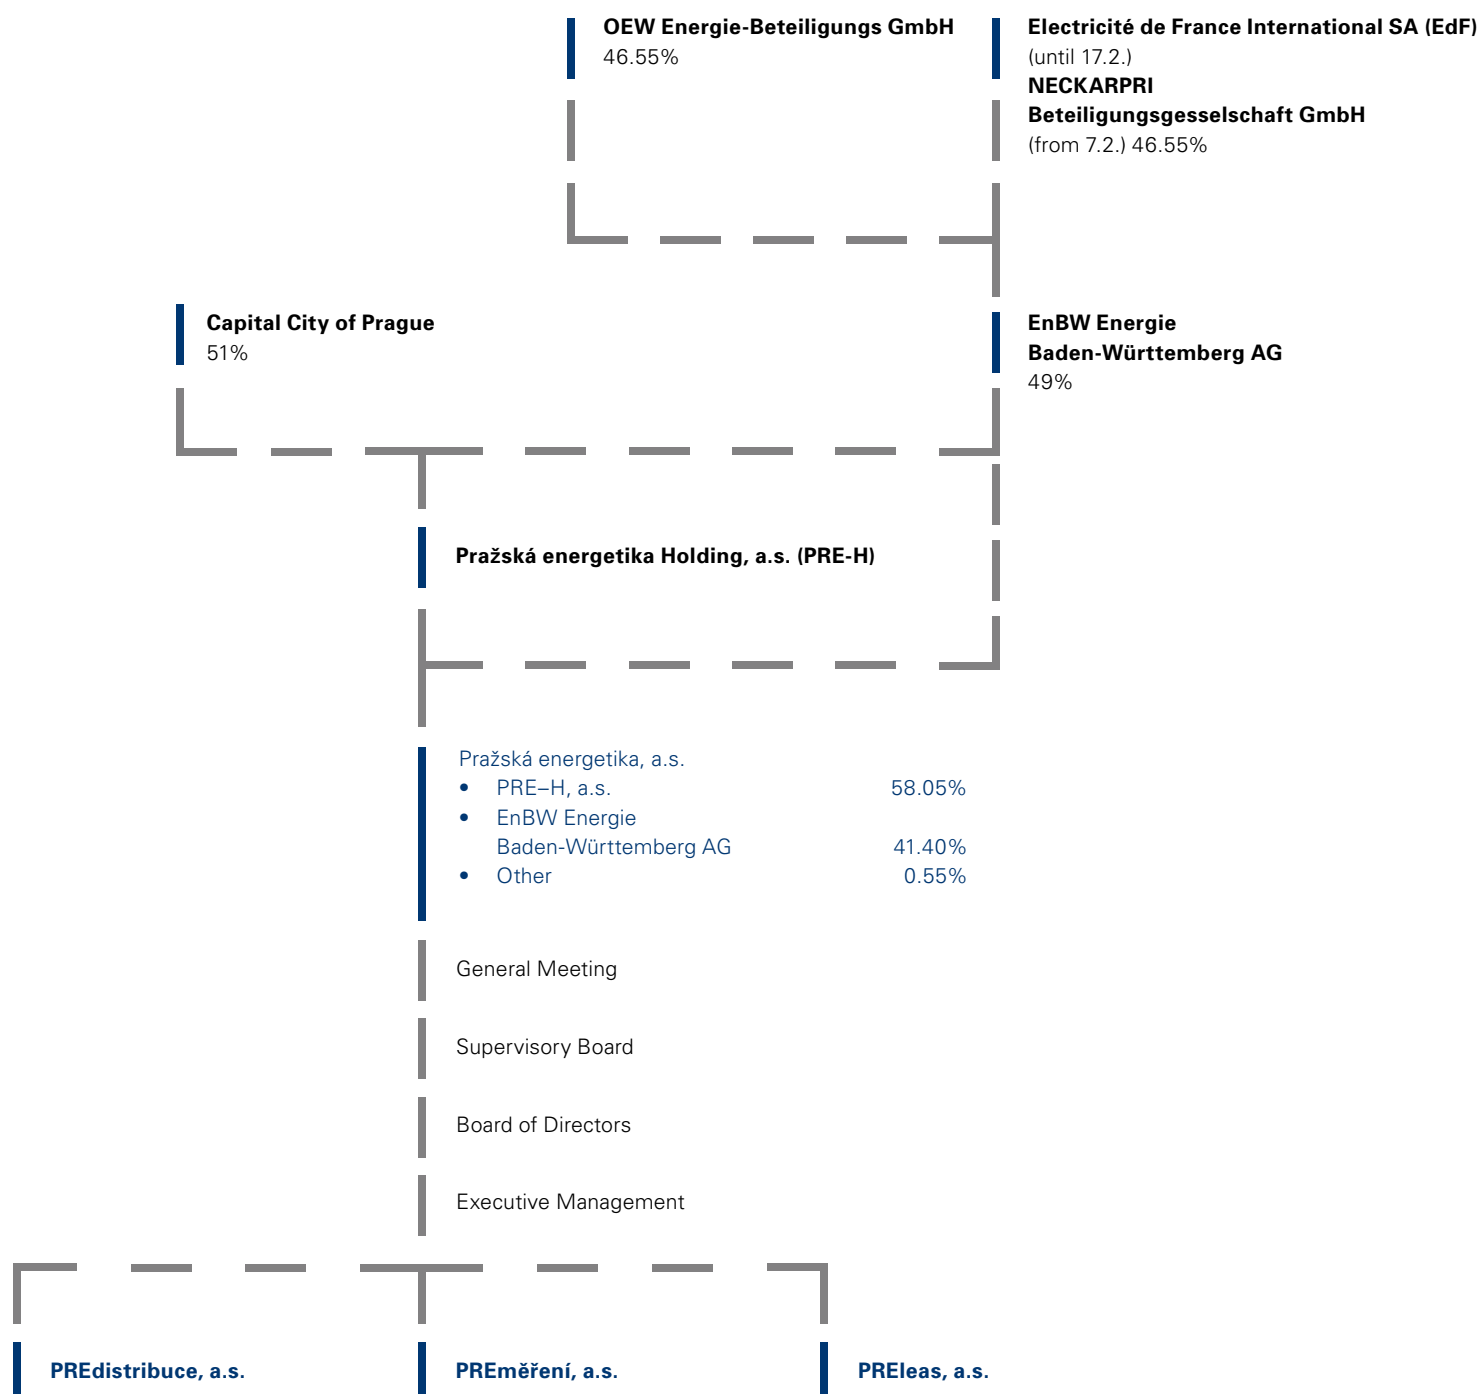 OEW Energie-Beteiligungs GmbH
46.55%
Electricité de France International SA (EdF)
(until 17.2.)
NECKARPRI
Beteiligungsgesselschaft GmbH
(from 7.2.) 46.55%
Capital City of Prague
51%
EnBW Energie
Baden-Württemberg AG
49%
Pražská energetika Holding, a.s. (PRE-H)
Pražská energetika, a.s.
• PRE–H, a.s. 58.05%
• EnBW Energie
Baden-Württemberg AG 41.40%
• Other 0.55%
General Meeting
Supervisory Board
Board of Directors
Executive Management
PREdistribuce, a.s.
PREměření, a.s.
PREleas, a.s.